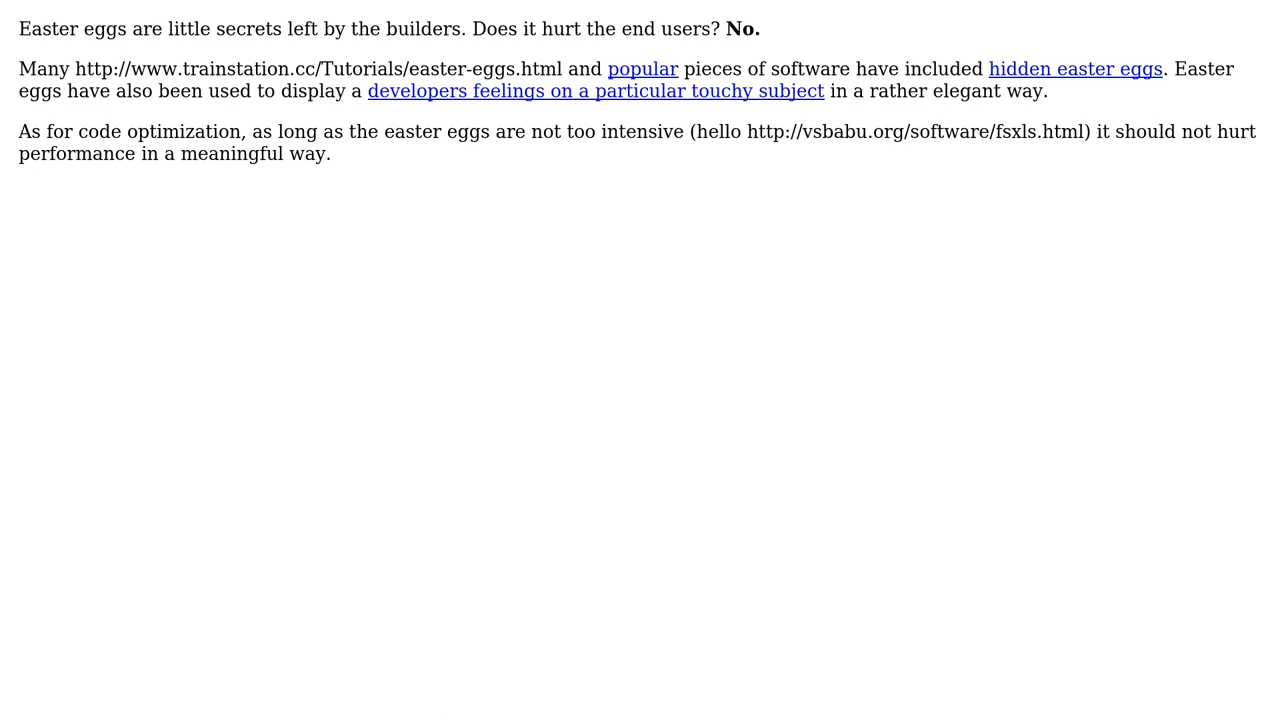 Easter eggs are little secrets left by the builders. Does it hurt the end users? No.
Many http://www.trainstation.cc/Tutorials/easter-eggs.html and popular pieces of software have included hidden easter eggs. Easter
eggs have also been used to display a developers feelings on a particular touchy subject in a rather elegant way.
As for code optimization, as long as the easter eggs are not too intensive (hello http://vsbabu.org/software/fsxls.html) it should not hurt
performance in a meaningful way.